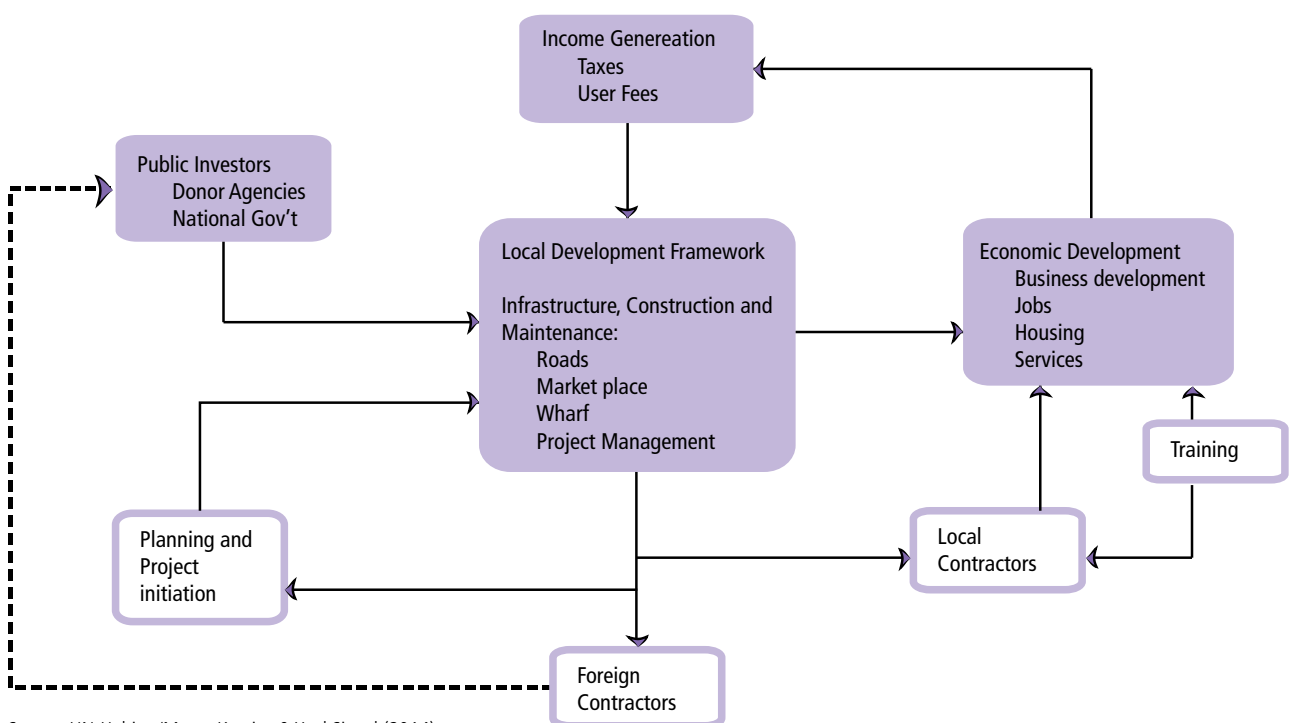 Income Genereation
Taxes
User Fees
Public Investors
Donor Agencies
National Gov't
Local Development Framework
Infrastructure, Construction and
Maintenance:
Roads
Market place
Wharf
Project Management
Economic Development
Business development
Jobs
Housing
Services
Training
Planning and
Project
initiation
Local
Contractors
Foreign
Contractors